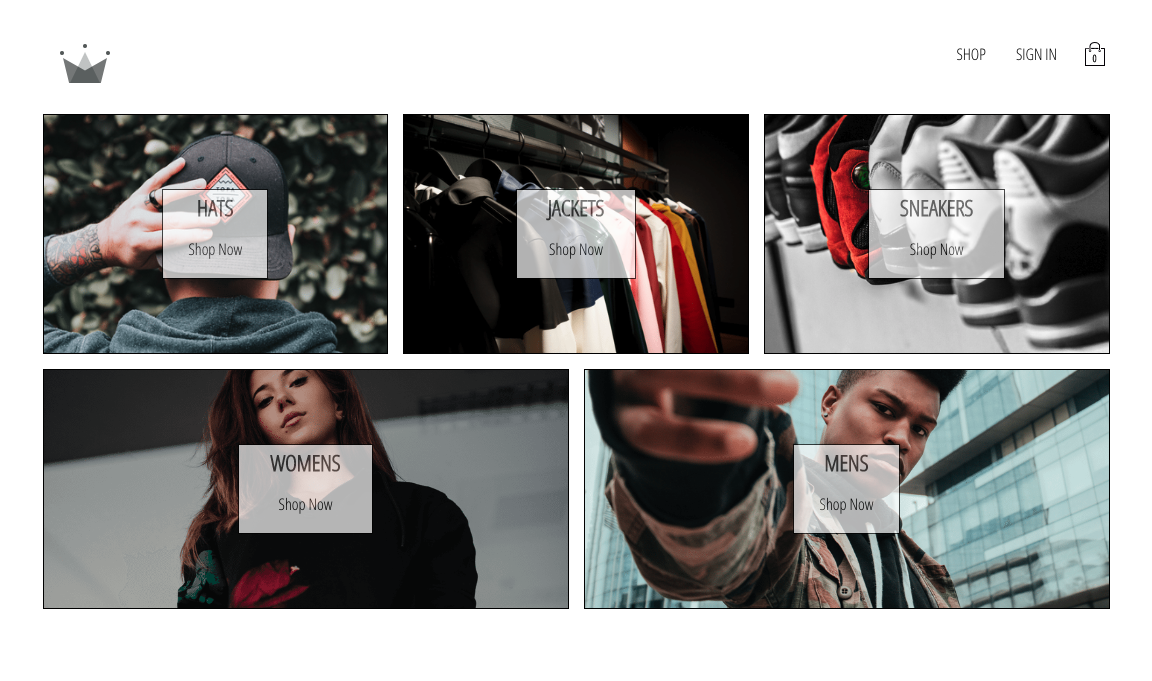 SHOP
SIGN IN
0
HATS
Shop Now
JACKETS
Shop Now
SNEAKERS
Shop Now
WOMENS
Shop Now
MENS
Shop Now